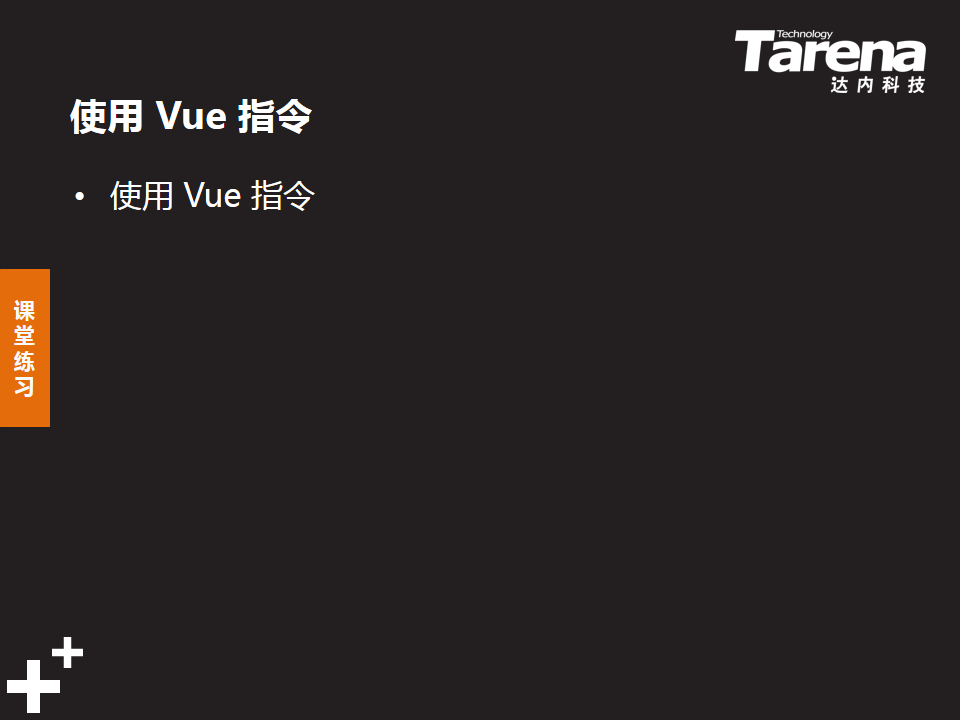 Technology
Tarena
达内科技
使用 Vue 指令
• 使用 Vue 指令
课
堂
练
习